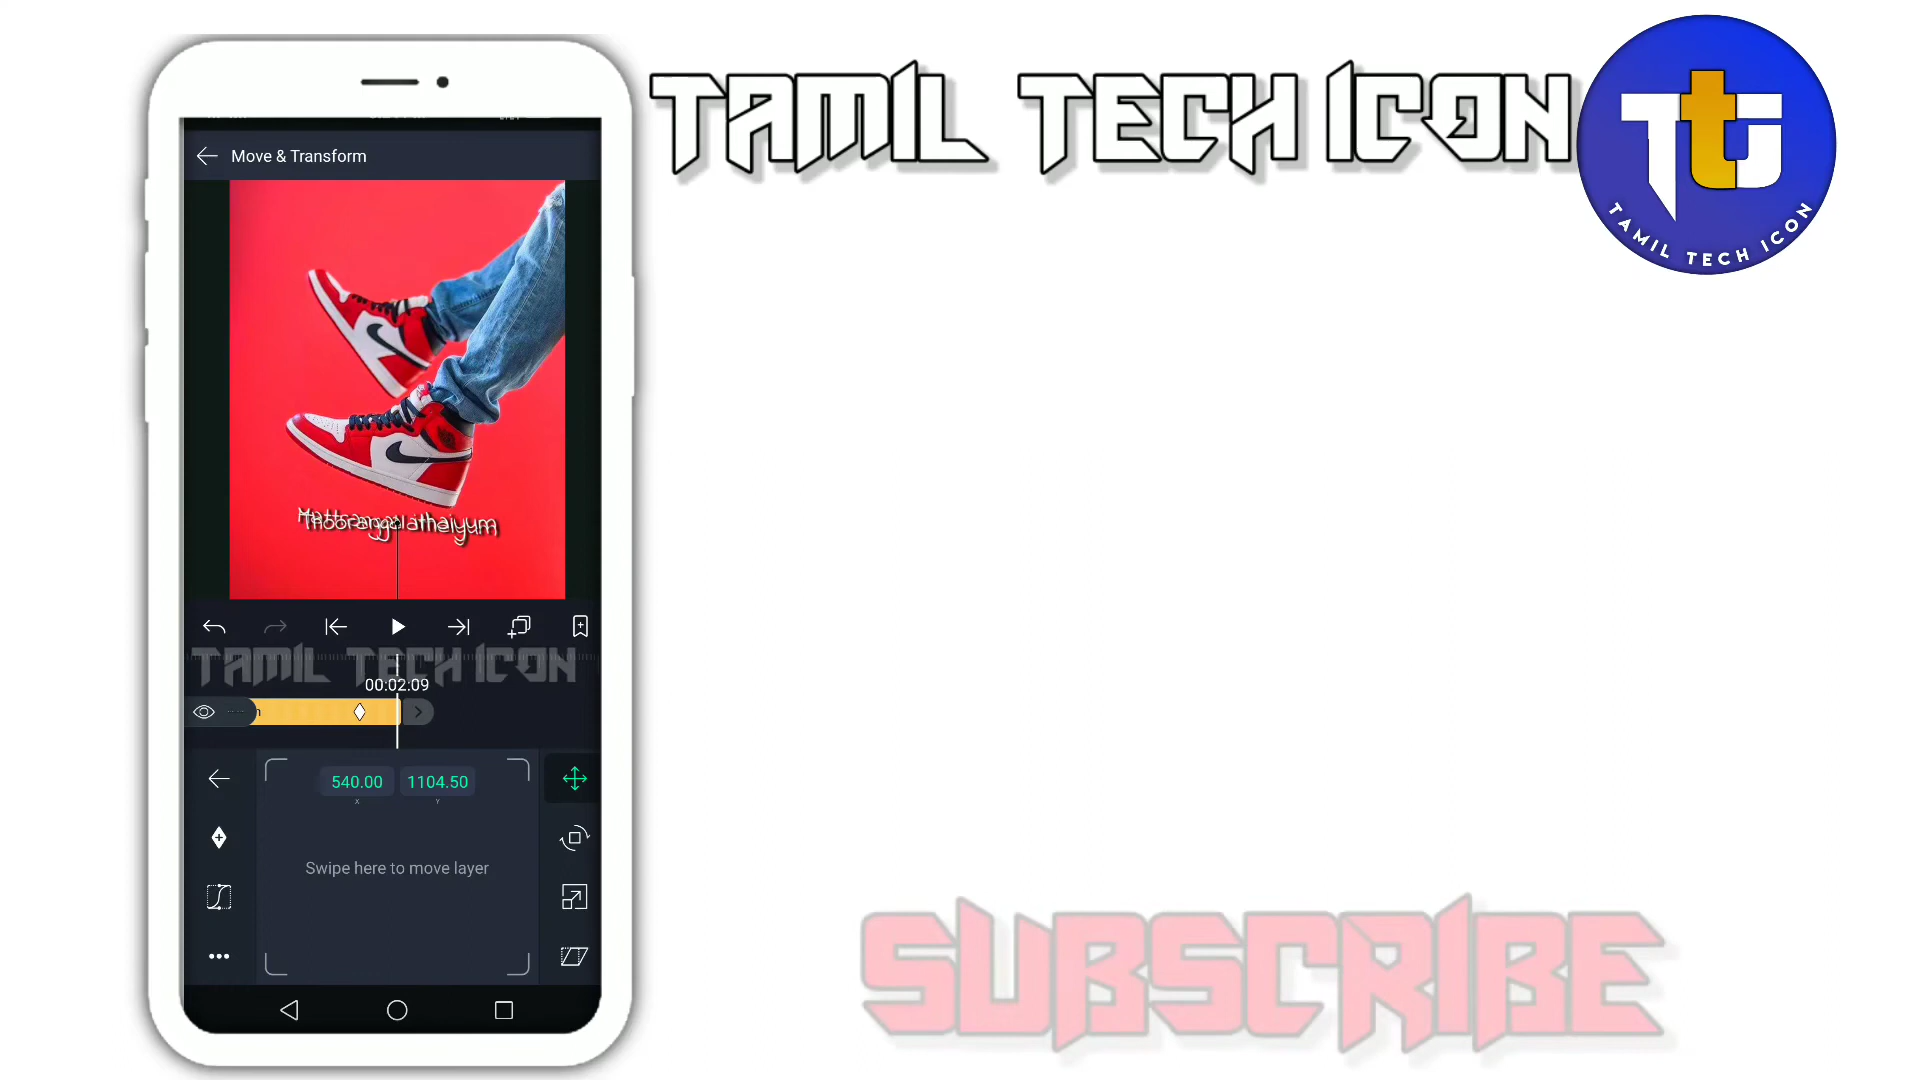 TAMIL TECH ICON
TTI
TAMIL TECH ICON
Move & Transform
TAMIL TECH ICON
00:02:09
540.00 1104.50
X Y
Swipe here to move layer
SUBSCRIBE